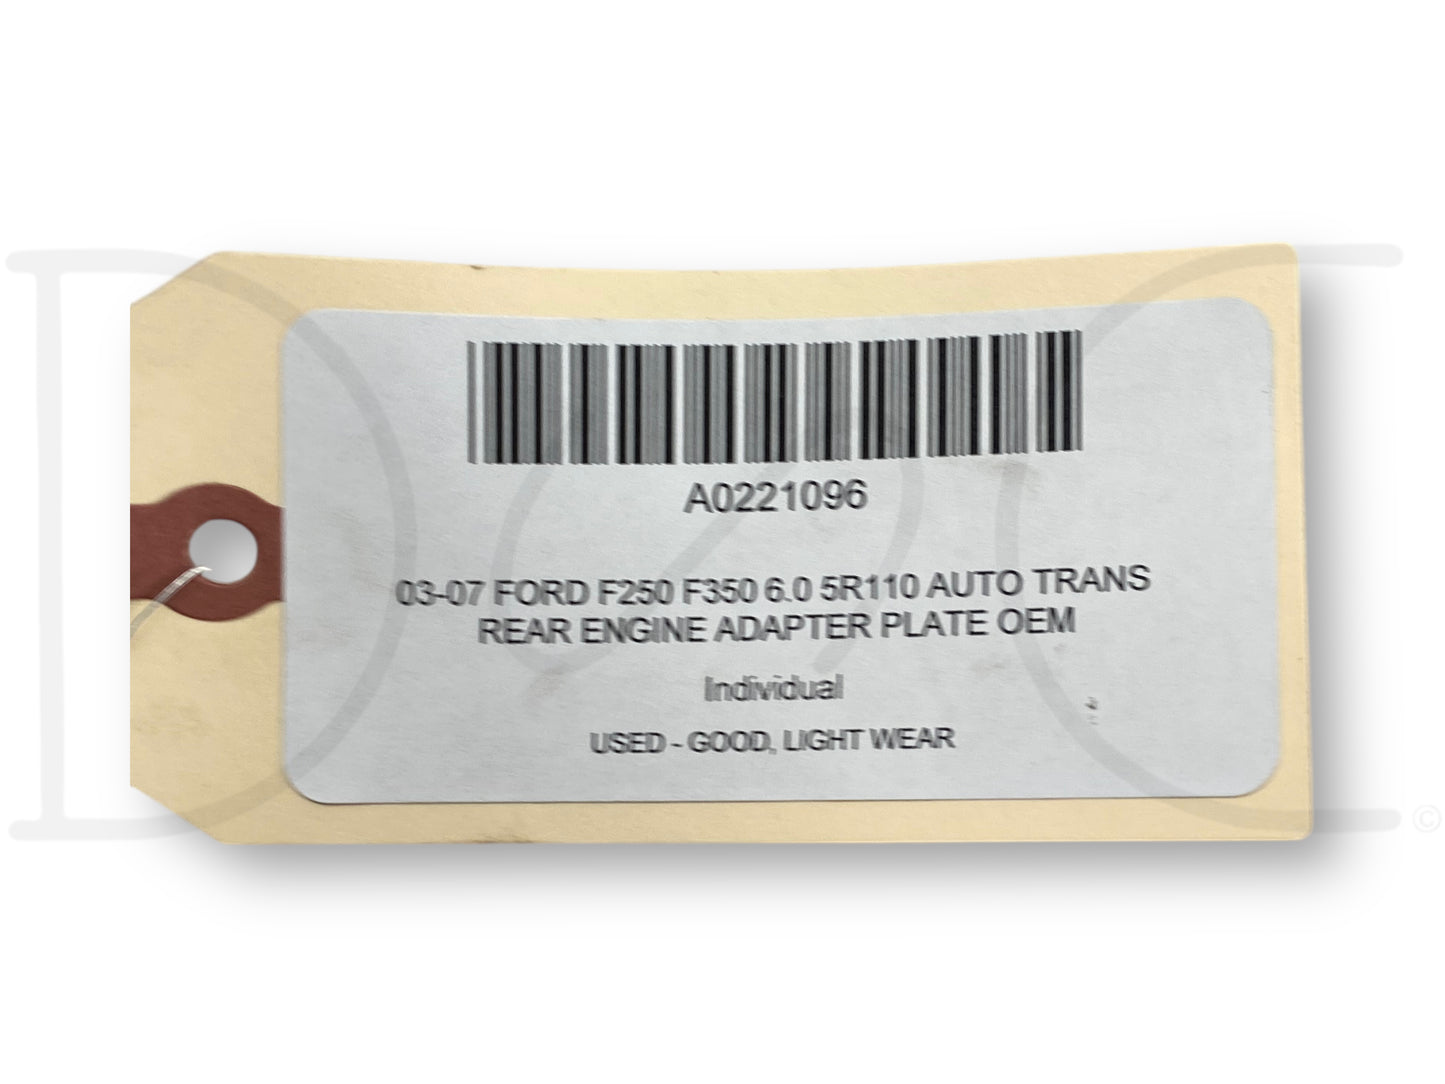 A0221096
03-07 FORD F250 F350 6.0 5R110 AUTO TRANS
REAR ENGINE ADAPTER PLATE OEM
Individual
USED - GOOD, LIGHT WEAR
©